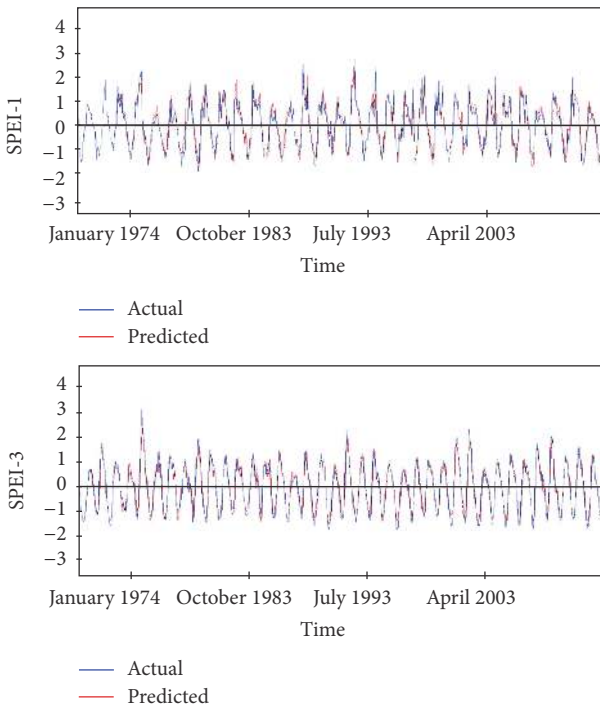 4
3
2
1
0
−1
−2
−3
SPEI-1
January 1974 October 1983 July 1993 April 2003
Time
Actual
Predicted
4
3
2
1
0
−1
−2
−3
SPEI-3
January 1974 October 1983 July 1993 April 2003
Time
Actual
Predicted